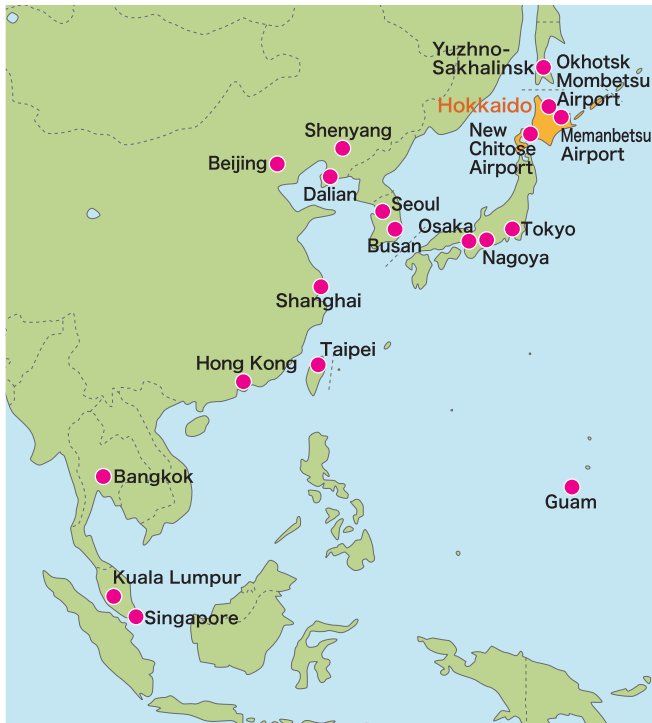 Yuzhno-
Sakhalinsk
Okhotsk
Mombetsu
Airport
Hokkaido
New
Chitose
Airport
Memanbetsu
Airport
Shenyang
Beijing
Dalian
Seoul
Busan
Osaka
Tokyo
Nagoya
Shanghai
Taipei
Hong Kong
Bangkok
Guam
Kuala Lumpur
Singapore